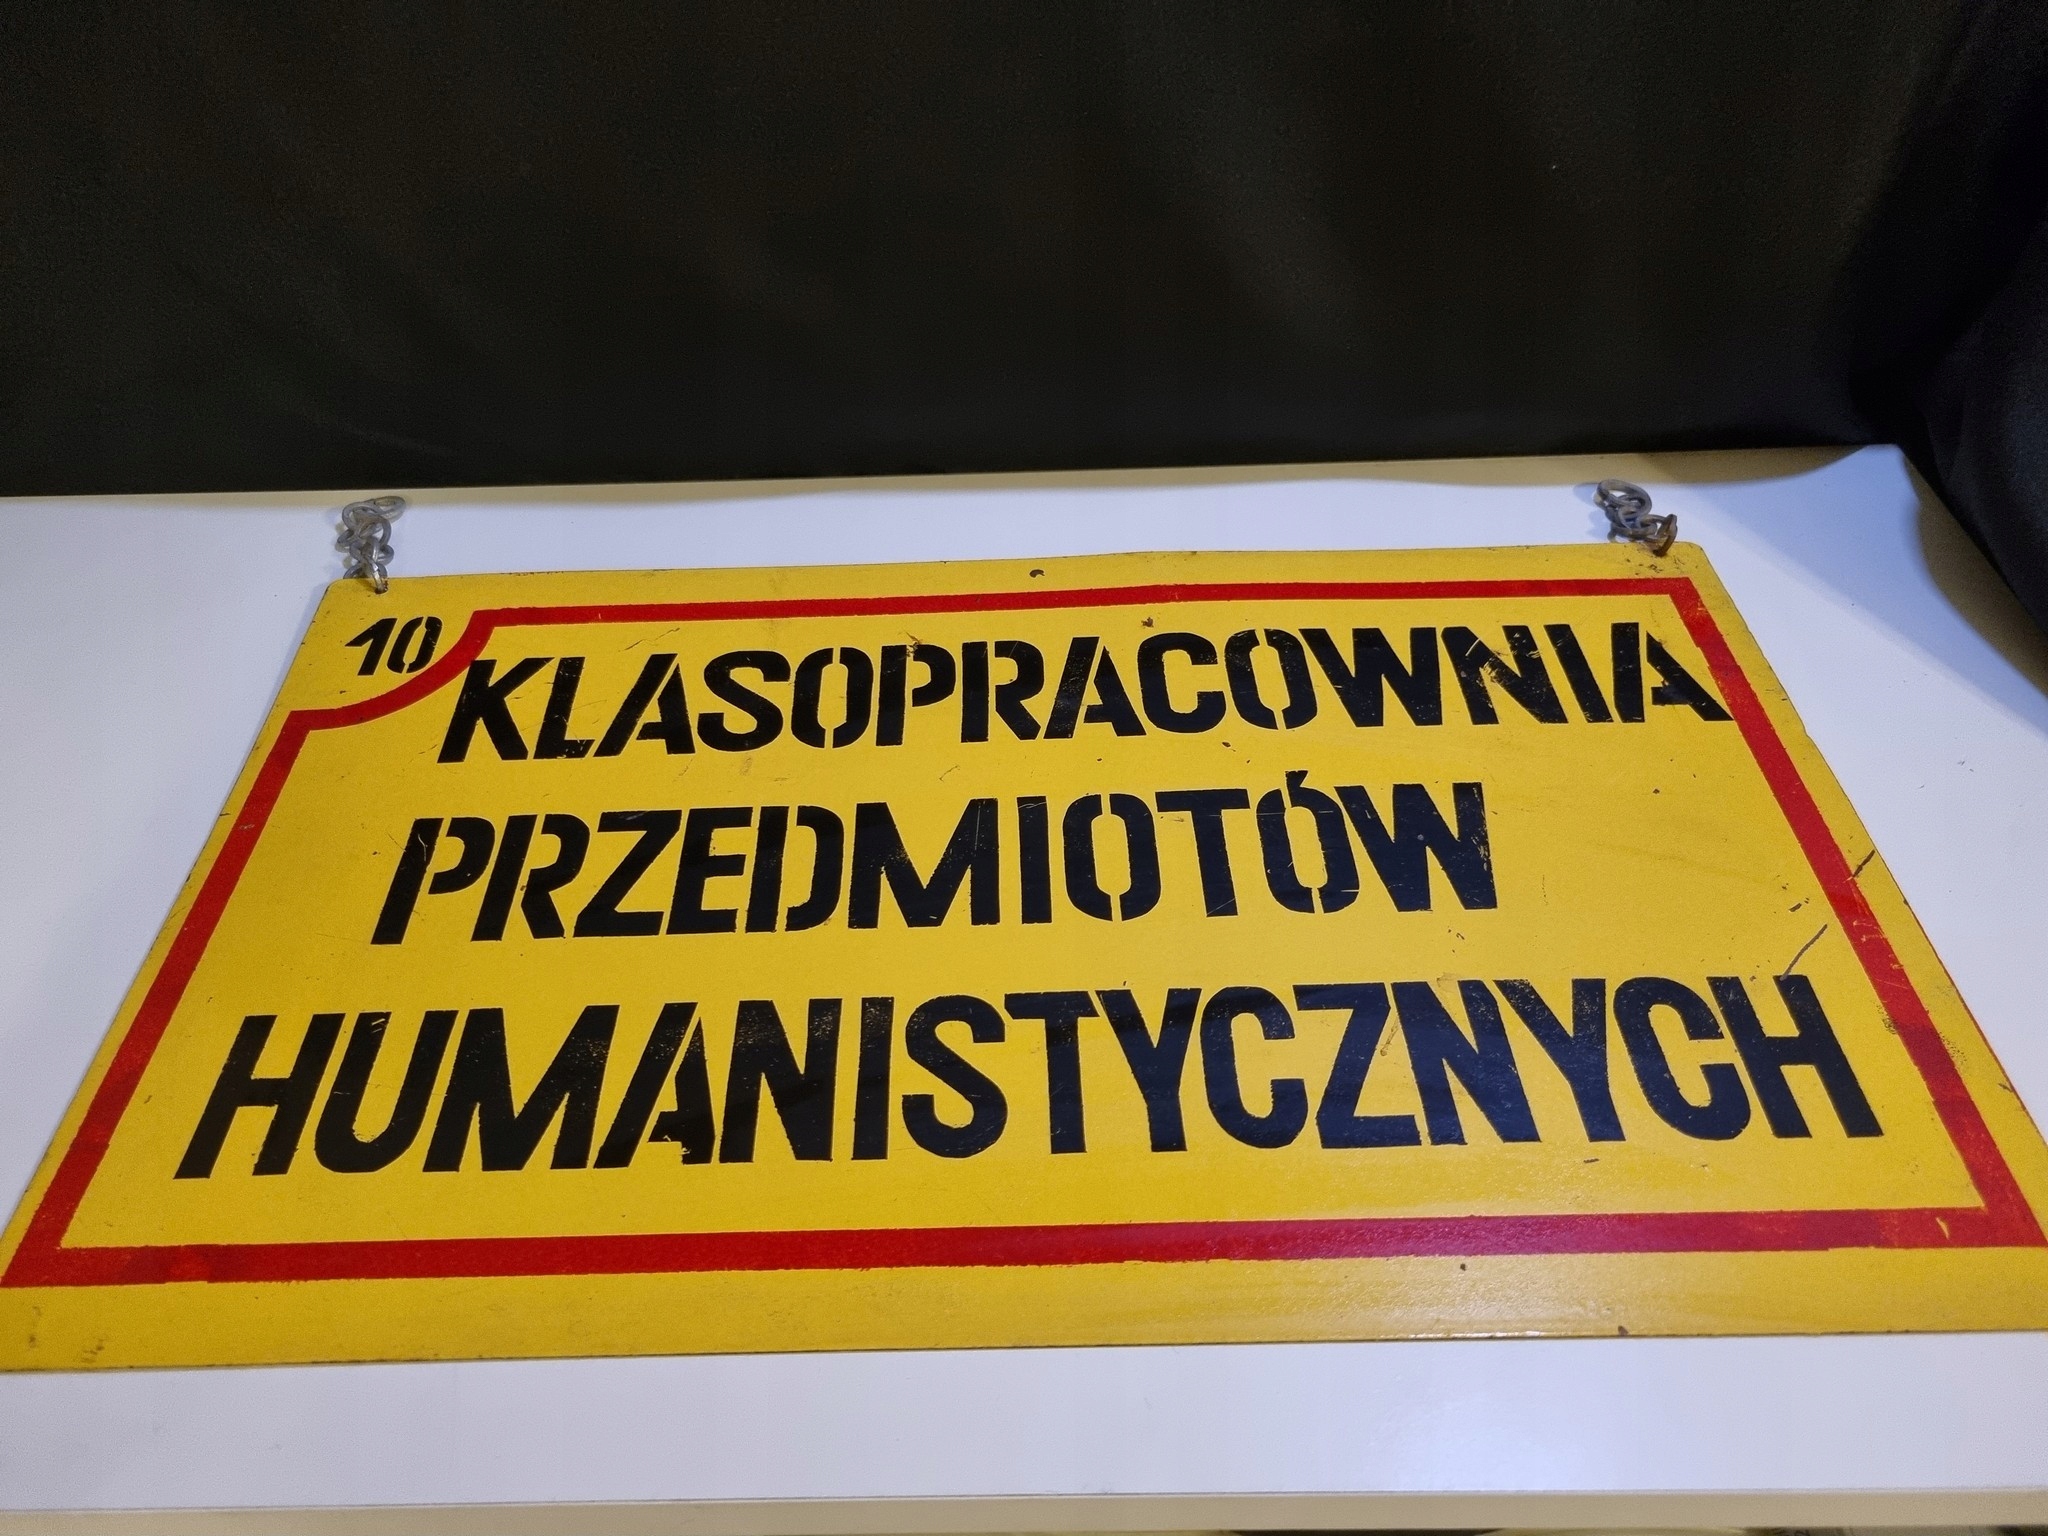 10
KLASOPRACOWNIA
PRZEDMIOTÓW
HUMANISTYCZNYCH